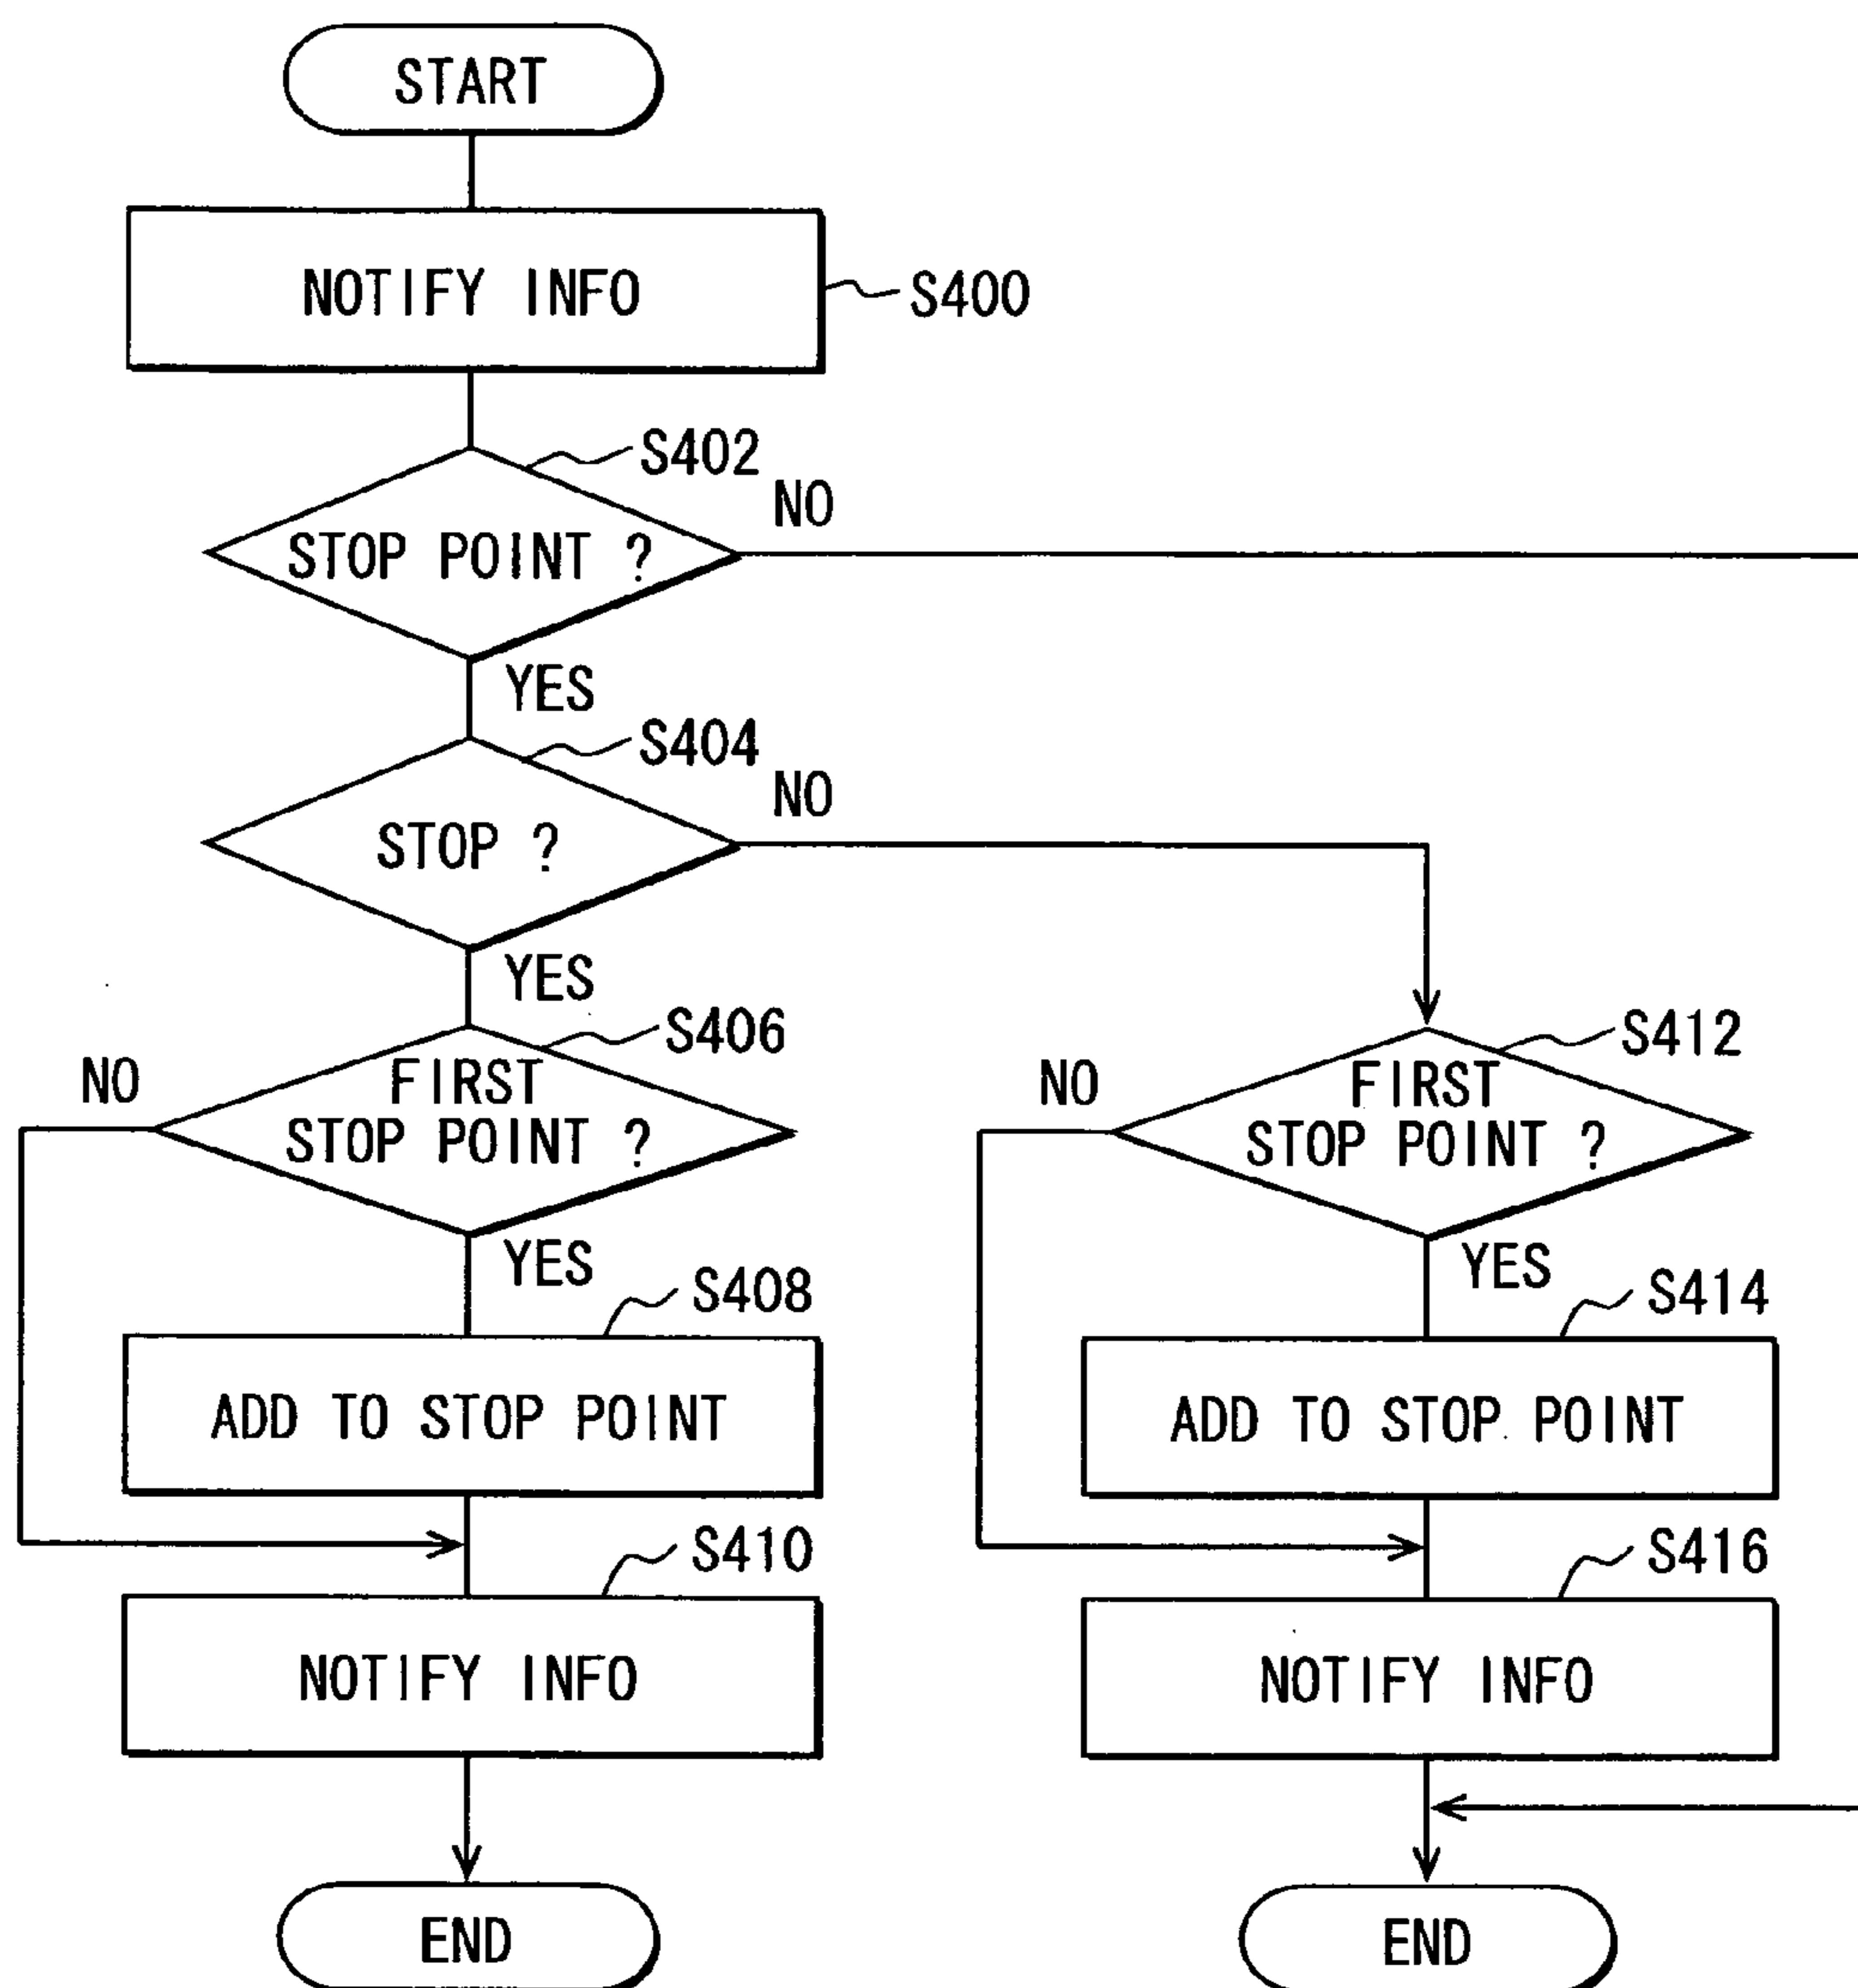 START
NOTIFY INFO
S400
S402
NO
STOP POINT ?
YES
S404
NO
STOP ?
YES
S406
NO
FIRST
STOP POINT ?
YES
S408
ADD TO STOP POINT
S410
NOTIFY INFO
END
S412
NO
FIRST
STOP POINT ?
YES
S414
ADD TO STOP POINT
S416
NOTIFY INFO
END